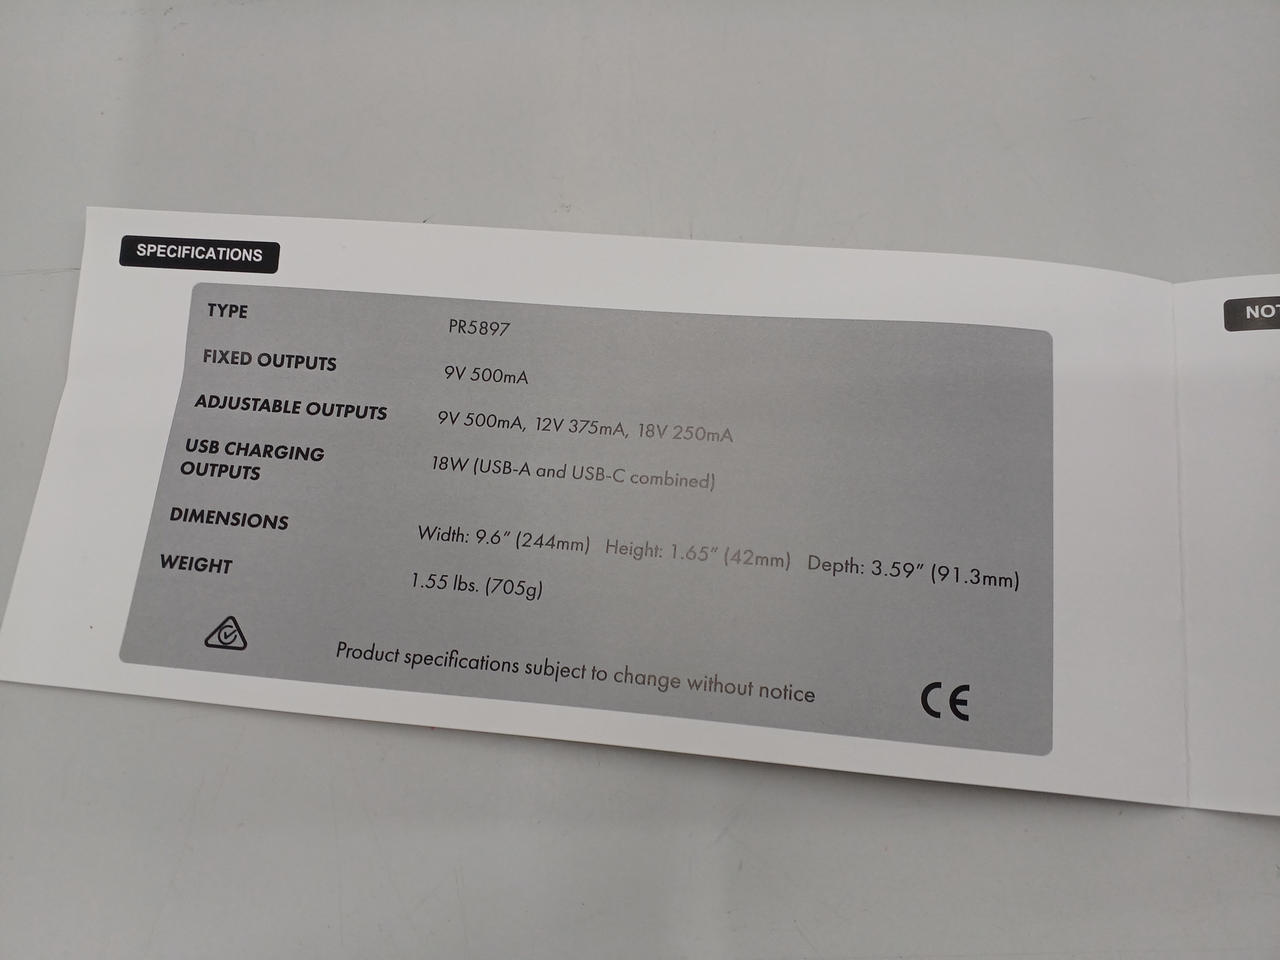 SPECIFICATIONS
NOT
TYPE PR5897
FIXED OUTPUTS 9V 500mA
ADJUSTABLE OUTPUTS 9V 500mA, 12V 375mA, 18V 250mA
USB CHARGING
OUTPUTS 18W (USB-A and USB-C combined)
DIMENSIONS Width: 9.6" (244mm) Height: 1.65" (42mm) Depth: 3.59" (91.3mm)
WEIGHT 1.55 lbs. (705g)
Product specifications subject to change without notice
CE